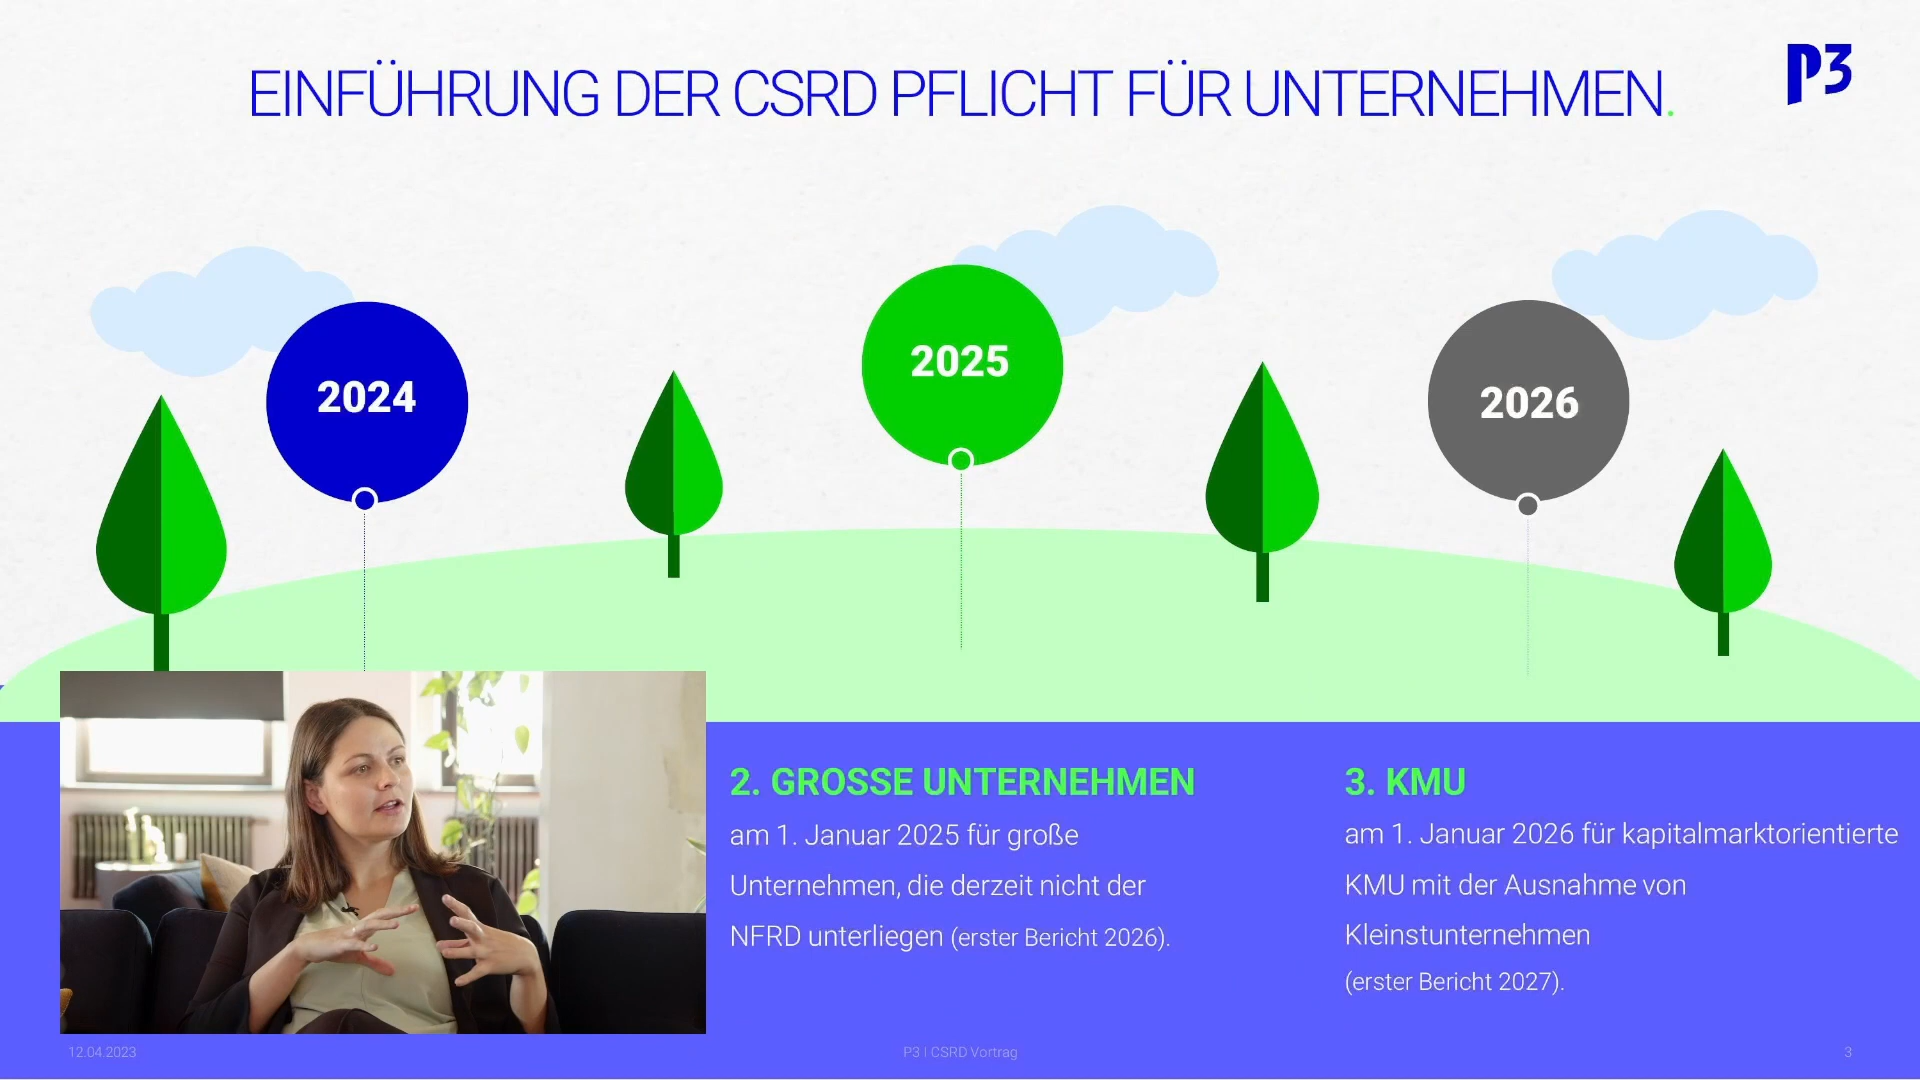 EINFÜHRUNG DER CSRD PFLICHT FÜR UNTERNEHMEN.
P3
2024
2025
2026
2. GROSSE UNTERNEHMEN
am 1. Januar 2025 für große
Unternehmen, die derzeit nicht der
NFRD unterliegen (erster Bericht 2026).
3. KMU
am 1. Januar 2026 für kapitalmarktorientierte
KMU mit der Ausnahme von
Kleinstunternehmen
(erster Bericht 2027).
12.04.2023
P3 I CSRD Vortrag
3